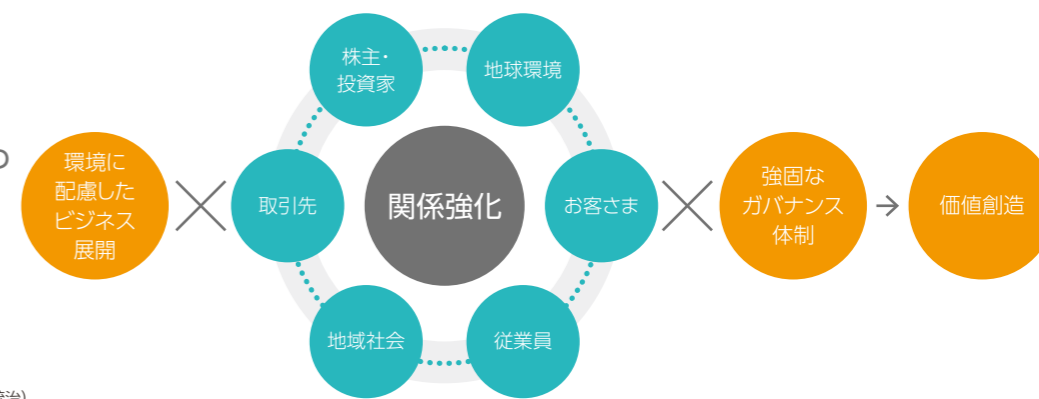 株主・
投資家
地球環境
環境に
配慮した
ビジネス
展開
取引先
関係強化
お客さま
強固な
ガバナンス
体制
価値創造
地域社会
従業員